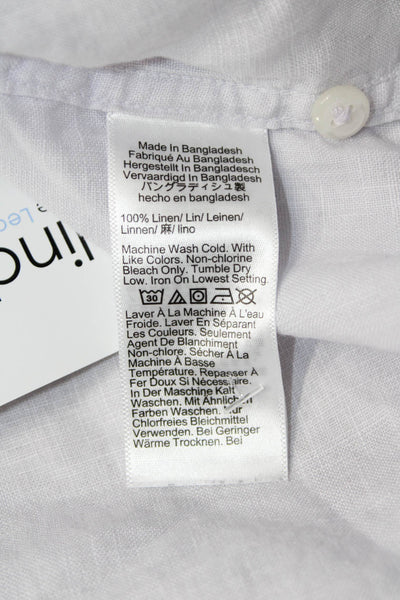 Made In Bangladesh
Fabriqué Au Bangladesh
Hergestellt In Bangladesch
Vervaardigd In Bangladesh
バングラディシュ製
hecho en bangladesh
100% Linen/ Lin/ Leinen/
Linnen/ 麻/ lino
Machine Wash Cold. With
Like Colors. Non-chlorine
Bleach Only. Tumble Dry
Low. Iron On Lowest Setting.
30
Laver À La Machine À L'eau
Froide. Laver En Séparant
Les Couleurs. Seulement
Agent De Blanchiment
Non-chlore. Sécher À La
Machine À Basse
Température. Repasser À
Fer Doux Si Nécessaire.
In Der Maschine Kalt
Waschen. Mit Ähnlichen
Farben Waschen. Nur
Chlorfreies Bleichmittel
Verwenden. Bei Geringer
Wärme Trocknen. Bei